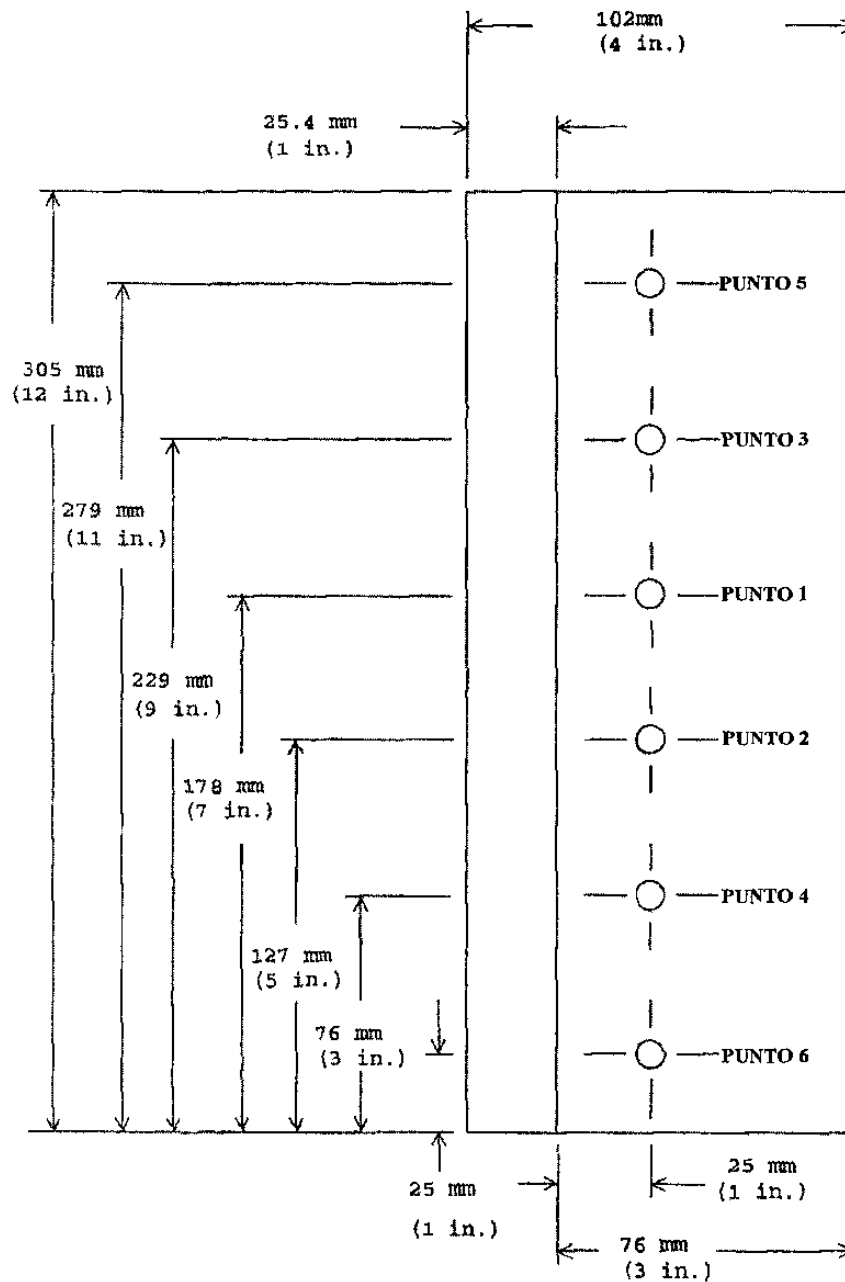 102mm
(4 in.)
25.4 mm
(1 in.)
PUNTO 5
305 mm
(12 in.)
PUNTO 3
279 mm
(11 in.)
PUNTO 1
229 mm
(9 in.)
PUNTO 2
178 mm
(7 in.)
PUNTO 4
127 mm
(5 in.)
76 mm
(3 in.)
PUNTO 6
25 mm
(1 in.)
25 mm
(1 in.)
76 mm
(3 in.)